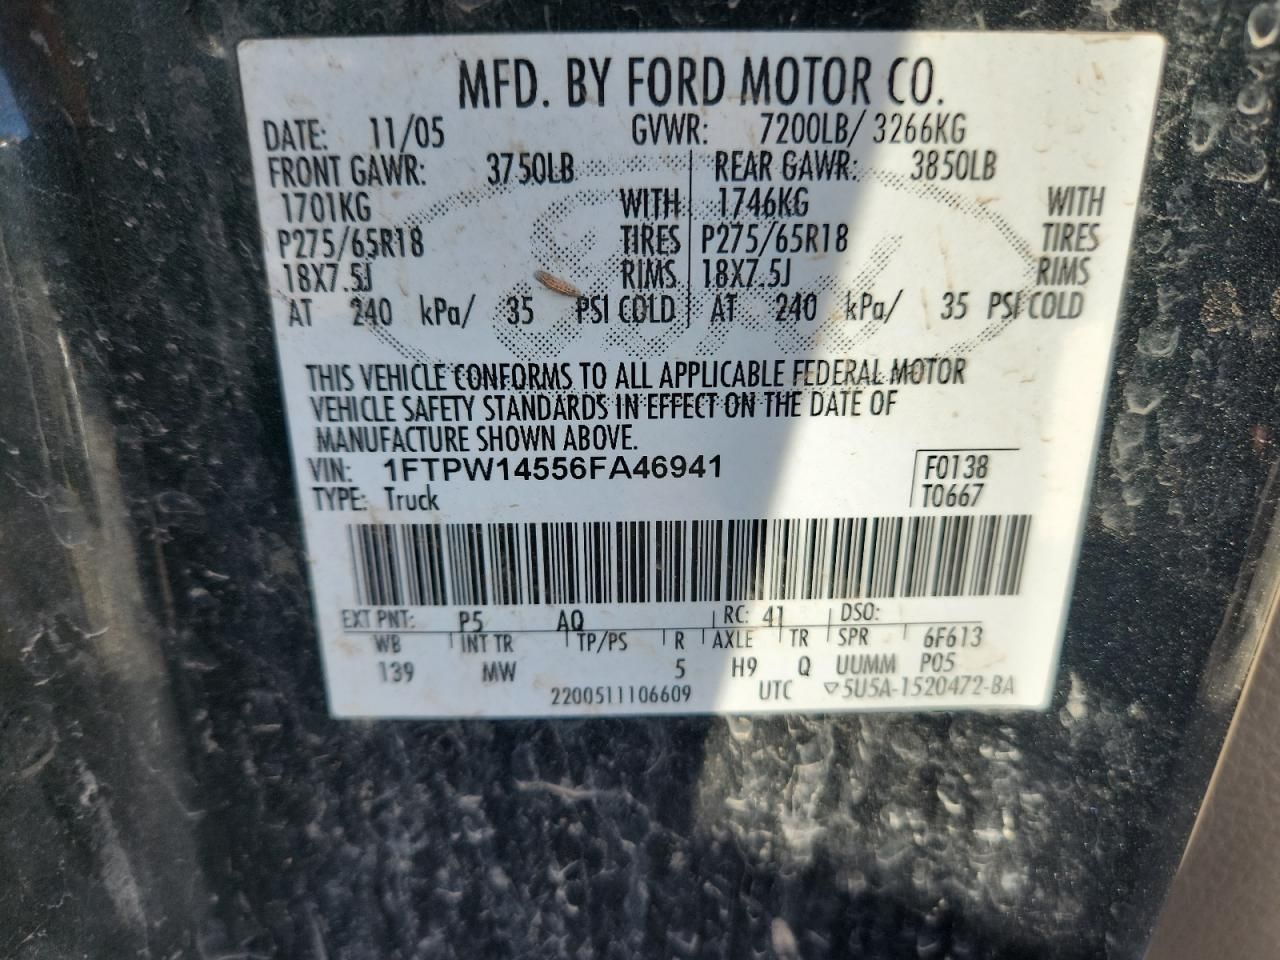 MFD. BY FORD MOTOR CO.
DATE: 11/05 GVWR: 7200LB/ 3266KG
FRONT GAWR: 3750LB REAR GAWR: 3850LB
1701KG WITH 1746KG WITH
P275/65R18 TIRES P275/65R18 TIRES
18X7.5J RIMS 18X7.5J RIMS
AT 240 kPa/ 35 PSI COLD AT 240 kPa/ 35 PSI COLD
THIS VEHICLE CONFORMS TO ALL APPLICABLE FEDERAL MOTOR
VEHICLE SAFETY STANDARDS IN EFFECT ON THE DATE OF
MANUFACTURE SHOWN ABOVE.
VIN: 1FTPW14556FA46941 F0138
TYPE: Truck T0667
EXT PNT: P5 AQ RC: 41 DSO:
WB INT TR TP/PS R AXLE TR SPR 6F613
139 MW 5 H9 Q UUMM P05
2200511106609 UTC ▽5U5A-1520472-BA